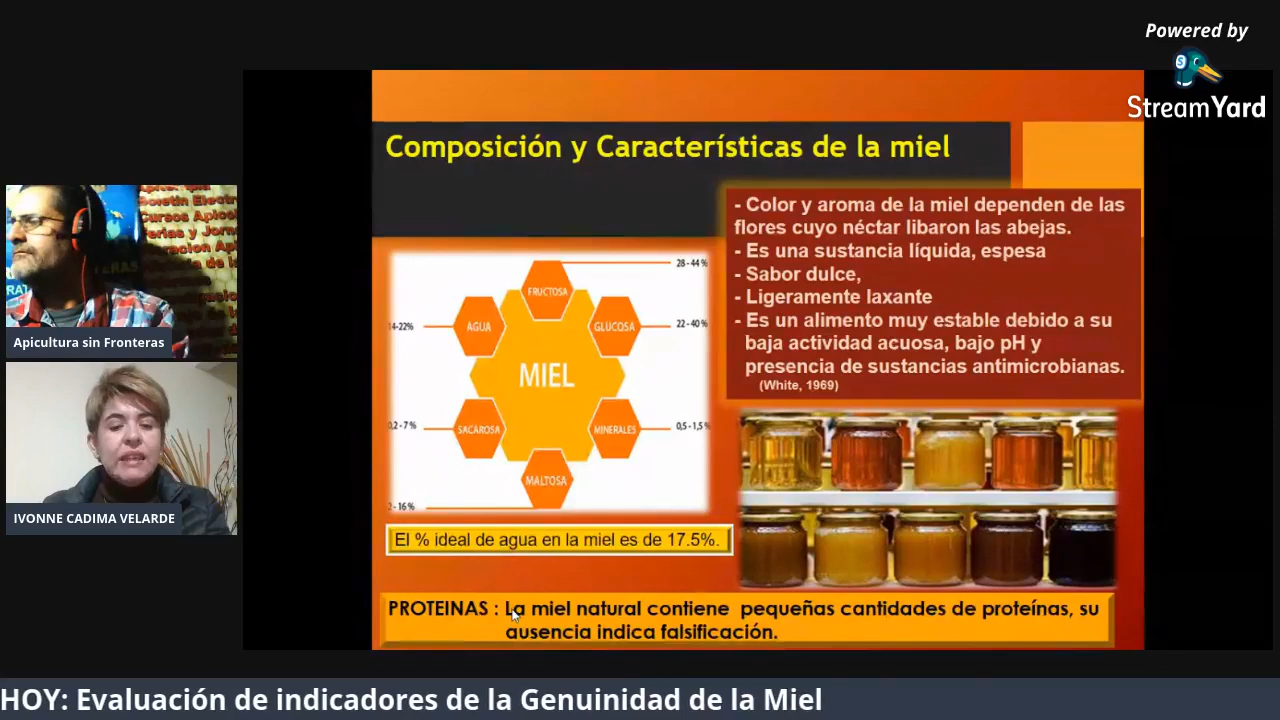 Powered by
StreamYard
Composición y Características de la miel
- Color y aroma de la miel dependen de las
flores cuyo néctar libaron las abejas.
- Es una sustancia líquida, espesa
- Sabor dulce,
- Ligeramente laxante
- Es un alimento muy estable debido a su
baja actividad acuosa, bajo pH y
presencia de sustancias antimicrobianas.
(White, 1969)
28 - 44 %
FRUCTOSA
14-22%
AGUA
GLUCOSA
22 - 40 %
MIEL
0,2 - 7 %
SACAROSA
MINERALES
0,5 - 1,5 %
MALTOSA
2 - 16 %
El % ideal de agua en la miel es de 17.5%.
PROTEINAS : La miel natural contiene pequeñas cantidades de proteínas, su
ausencia indica falsificación.
Boletin Electr
Cursos Apicol
Apicultura sin Fronteras
IVONNE CADIMA VELARDE
HOY: Evaluación de indicadores de la Genuinidad de la Miel